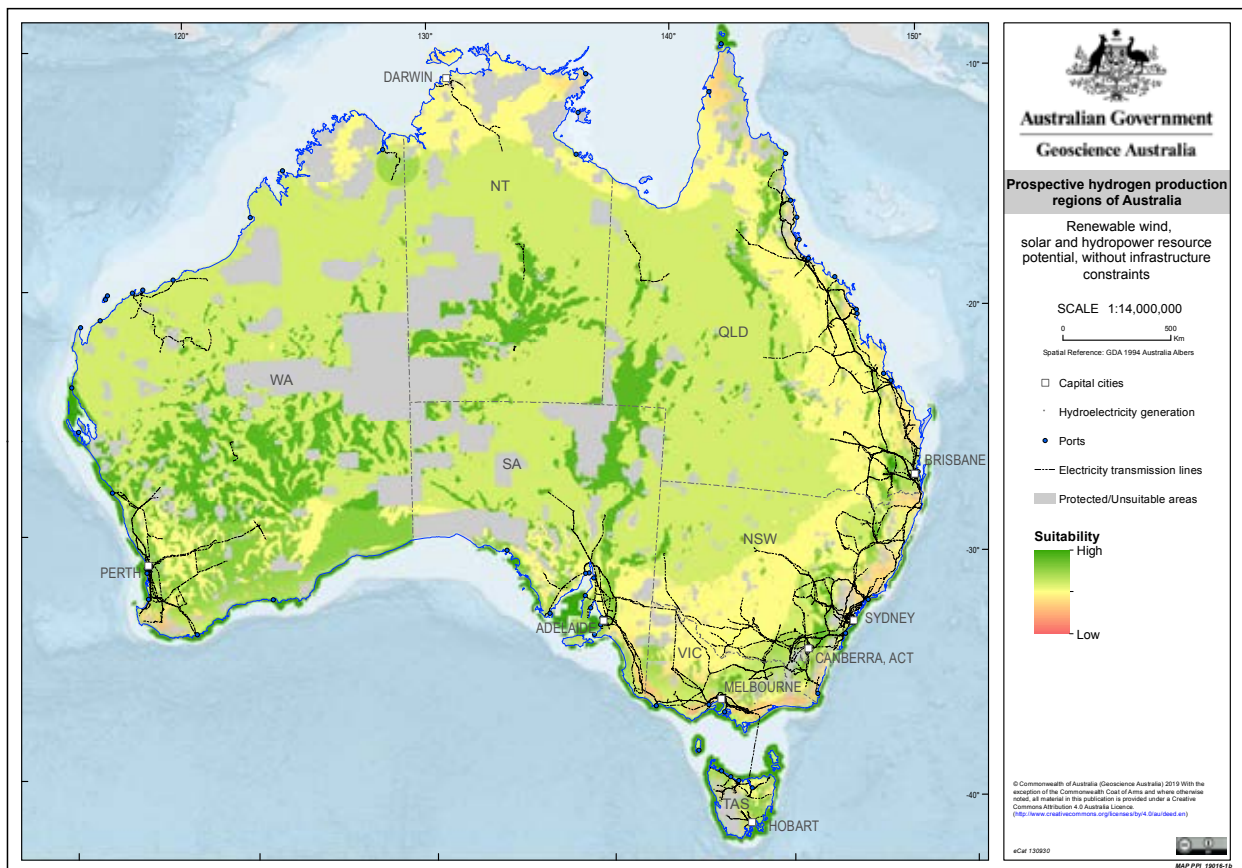 120°
130°
140°
150°
-10°
-20°
-30°
-40°
DARWIN
NT
QLD
WA
SA
BRISBANE
NSW
PERTH
ADELAIDE
SYDNEY
VIC
CANBERRA, ACT
MELBOURNE
TAS
HOBART
Australian Government
Geoscience Australia
Prospective hydrogen production
regions of Australia
Renewable wind,
solar and hydropower resource
potential, without infrastructure
constraints
SCALE 1:14,000,000
0 500
Km
Spatial Reference: GDA 1994 Australia Albers
Capital cities
Hydroelectricity generation
Ports
Electricity transmission lines
Protected/Unsuitable areas
Suitability
High
Low
© Commonwealth of Australia (Geoscience Australia) 2019 With the
exception of the Commonwealth Coat of Arms and where otherwise
noted, all material in this publication is provided under a Creative
Commons Attribution 4.0 Australia Licence.
(http://www.creativecommons.org/licenses/by/4.0/au/deed.en)
eCat 130930
MAP PPI_19016-1b